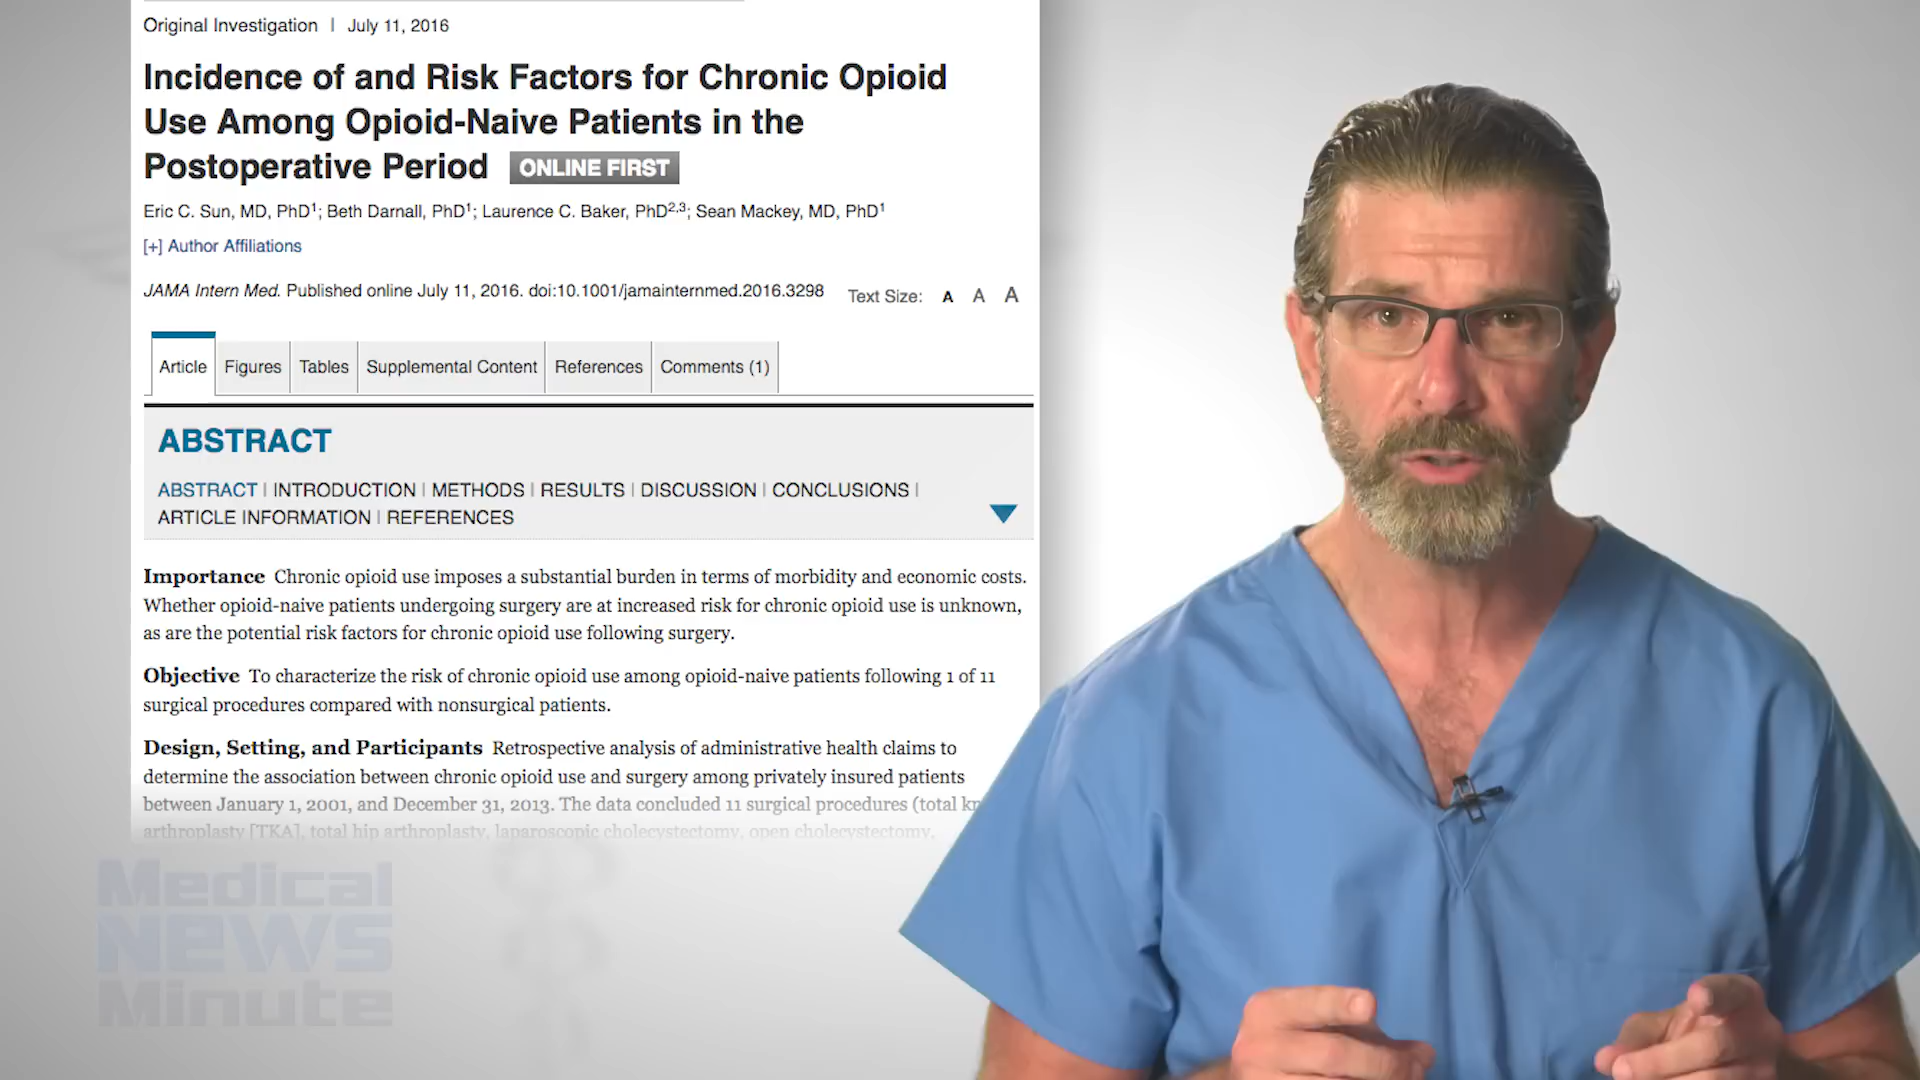 Original Investigation | July 11, 2016
Incidence of and Risk Factors for Chronic Opioid
Use Among Opioid-Naive Patients in the
Postoperative Period ONLINE FIRST
Eric C. Sun, MD, PhD1; Beth Darnall, PhD1; Laurence C. Baker, PhD2,3; Sean Mackey, MD, PhD1
[+] Author Affiliations
JAMA Intern Med. Published online July 11, 2016. doi:10.1001/jamainternmed.2016.3298 Text Size: A A A
Article Figures Tables Supplemental Content References Comments (1)
ABSTRACT
ABSTRACT | INTRODUCTION | METHODS | RESULTS | DISCUSSION | CONCLUSIONS |
ARTICLE INFORMATION | REFERENCES
Importance Chronic opioid use imposes a substantial burden in terms of morbidity and economic costs.
Whether opioid-naive patients undergoing surgery are at increased risk for chronic opioid use is unknown,
as are the potential risk factors for chronic opioid use following surgery.
Objective To characterize the risk of chronic opioid use among opioid-naive patients following 1 of 11
surgical procedures compared with nonsurgical patients.
Design, Setting, and Participants Retrospective analysis of administrative health claims to
determine the association between chronic opioid use and surgery among privately insured patients
between January 1, 2001, and December 31, 2013. The data concluded 11 surgical procedures (total
arthroplasty [TKA], total hip arthroplasty, laparoscopic cholecystectomy, open cholecystectomy,
Medical
NEWS
Minute